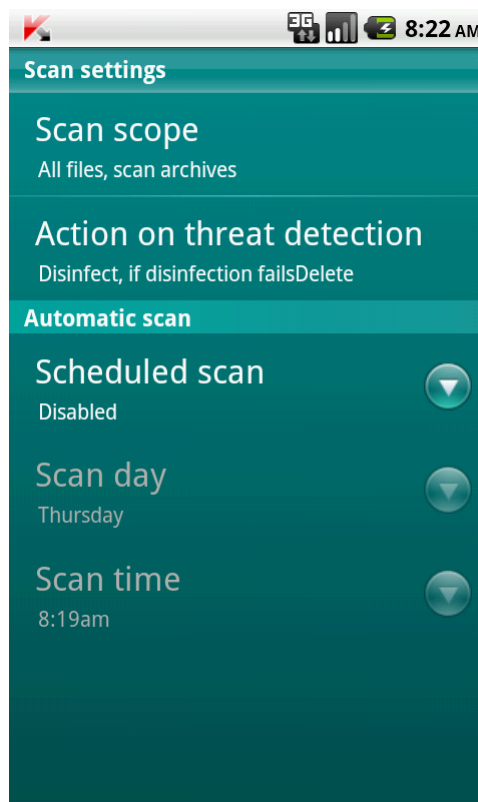 3G 8:22 AM
Scan settings
Scan scope
All files, scan archives
Action on threat detection
Disinfect, if disinfection failsDelete
Automatic scan
Scheduled scan
Disabled
Scan day
Thursday
Scan time
8:19am